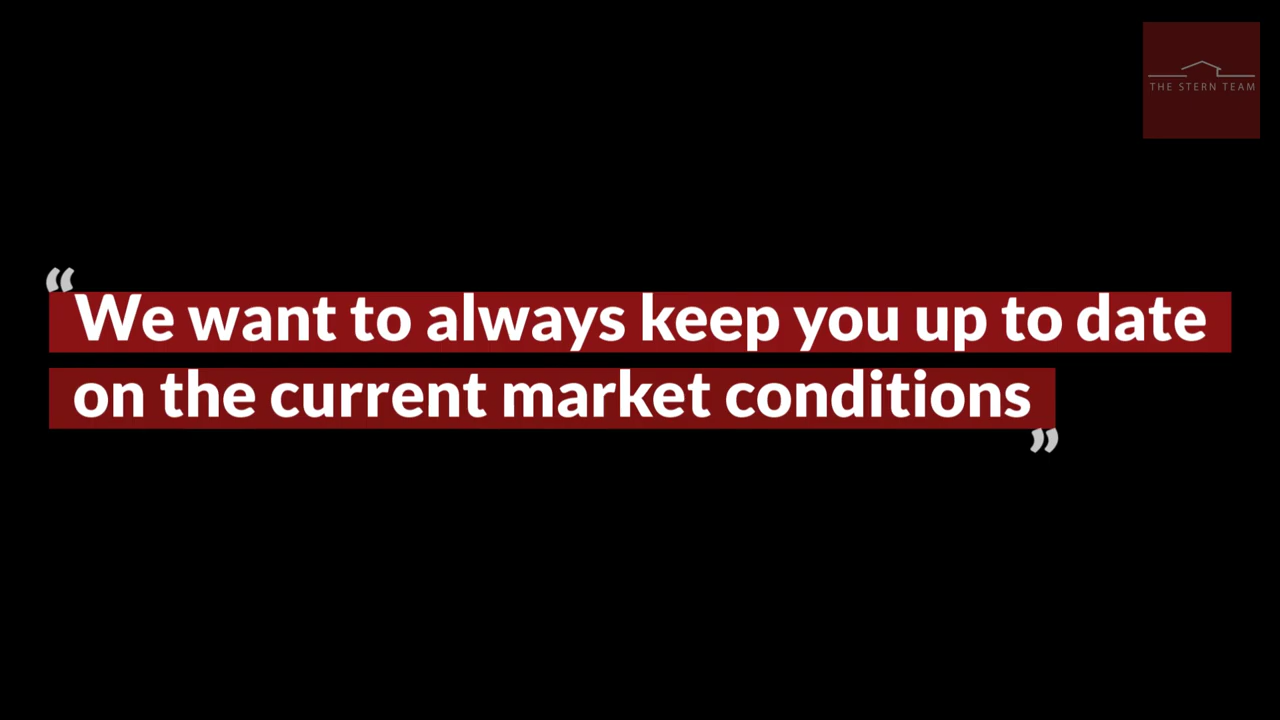 THE STERN TEAM
“We want to always keep you up to date
on the current market conditions”